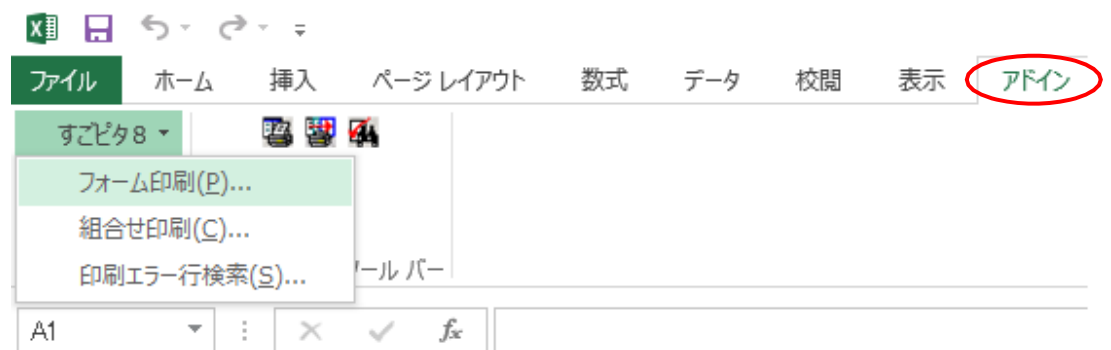 ファイル ホーム 挿入 ページ レイアウト 数式 データ 校閲 表示 アドイン
すごピタ8
フォーム印刷(P)...
組合せ印刷(C)...
印刷エラー行検索(S)...
ール バー
A1 fx